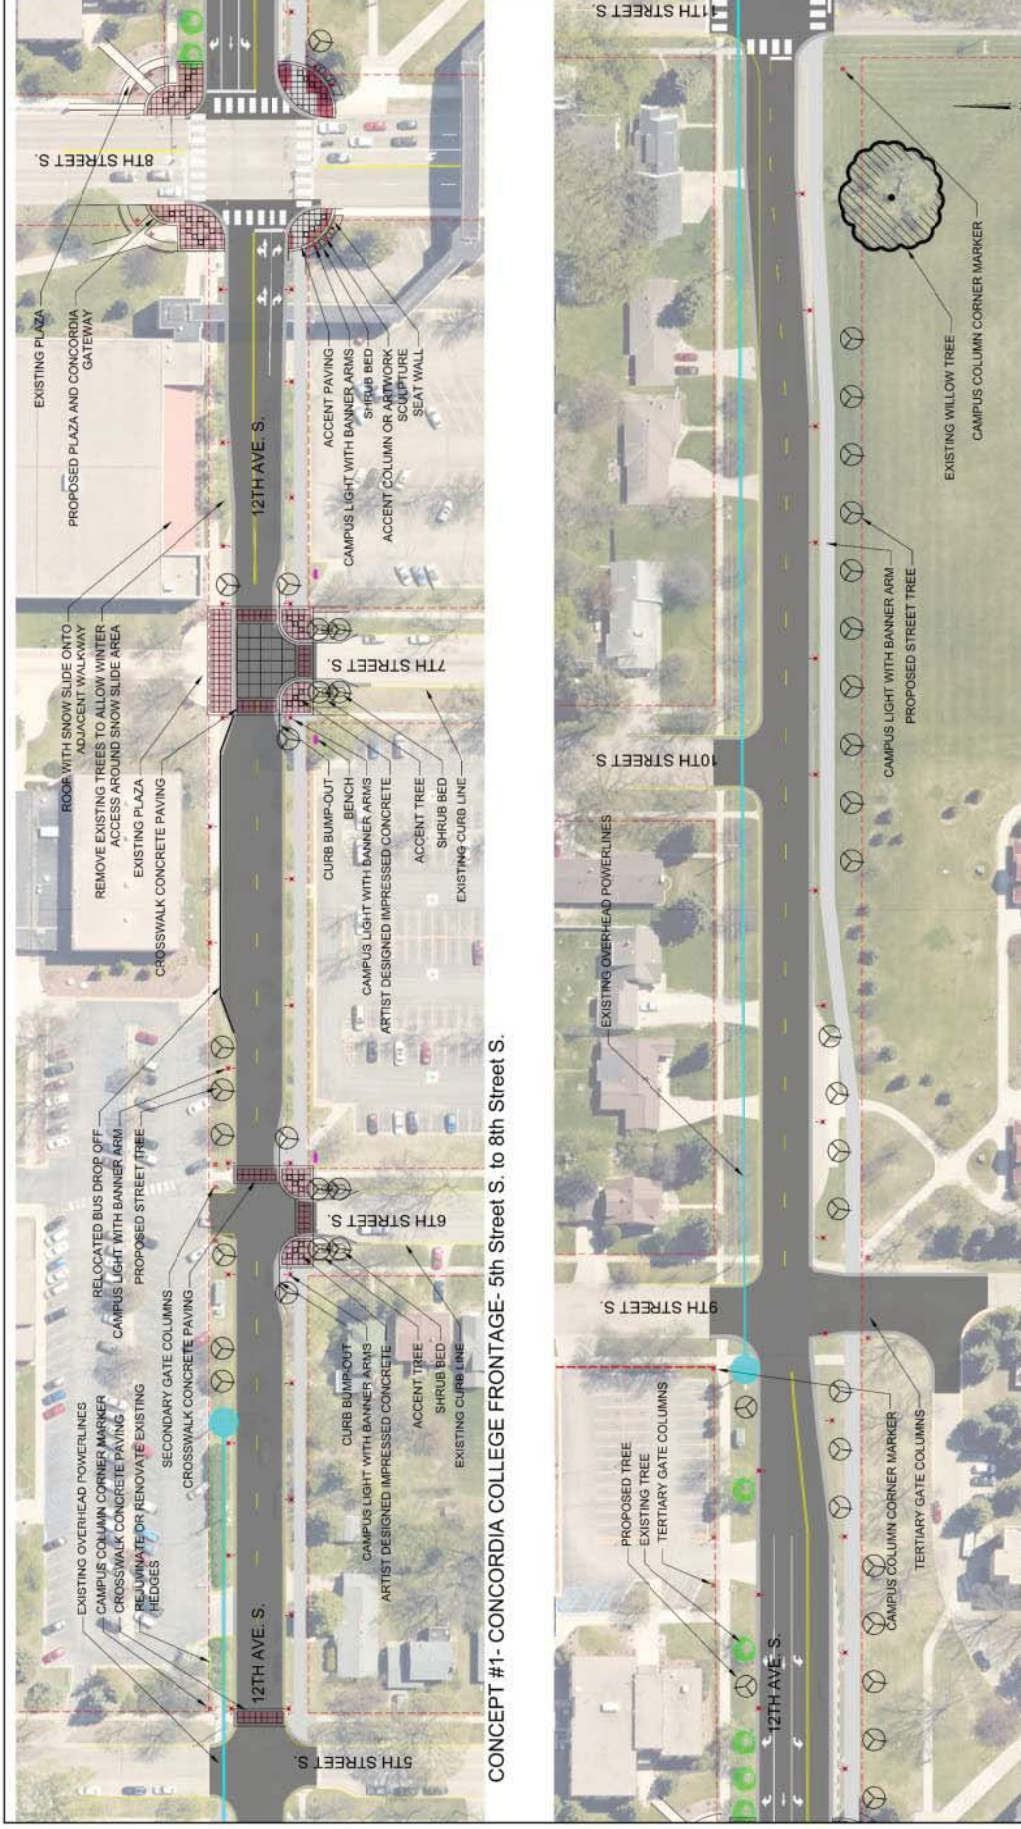 EXISTING OVERHEAD POWERLINES
CAMPUS COLUMN CORNER MARKER
CROSSWALK CONCRETE PAVING
REJUVINATE OR RENOVATE EXISTING
HEDGES
SECONDARY GATE COLUMNS
CROSSWALK CONCRETE PAVING
RELOCATED BUS DROP OFF
CAMPUS LIGHT WITH BANNER ARM
PROPOSED STREET TREE
ROOF WITH SNOW SLIDE ONTO
ADJACENT WALKWAY
REMOVE EXISTING TREES TO ALLOW WINTER
ACCESS AROUND SNOW SLIDE AREA
EXISTING PLAZA
CROSSWALK CONCRETE PAVING
EXISTING PLAZA
PROPOSED PLAZA AND CONCORDIA
GATEWAY
8TH STREET S.
12TH AVE. S.
12TH AVE. S.
5TH STREET S.
6TH STREET S.
7TH STREET S.
CURB BUMP-OUT
CAMPUS LIGHT WITH BANNER ARMS
ARTIST DESIGNED IMPRESSED CONCRETE
ACCENT TREE
SHRUB BED
EXISTING CURB LINE
CURB BUMP-OUT
BENCH
CAMPUS LIGHT WITH BANNER ARMS
ARTIST DESIGNED IMPRESSED CONCRETE
ACCENT TREE
SHRUB BED
EXISTING CURB LINE
ACCENT PAVING
CAMPUS LIGHT WITH BANNER ARMS
SHRUB BED
ACCENT COLUMN OR ARTWORK
SCULPTURE
SEAT WALL
CONCEPT #1- CONCORDIA COLLEGE FRONTAGE- 5th Street S. to 8th Street S.
PROPOSED TREE
EXISTING TREE
TERTIARY GATE COLUMNS
9TH STREET S.
EXISTING OVERHEAD POWERLINES
10TH STREET S.
11TH STREET S.
12TH AVE. S.
CAMPUS COLUMN CORNER MARKER
TERTIARY GATE COLUMNS
CAMPUS LIGHT WITH BANNER ARM
PROPOSED STREET TREE
EXISTING WILLOW TREE
CAMPUS COLUMN CORNER MARKER